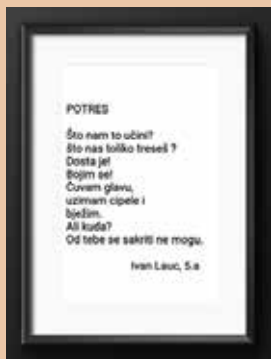 POTRES
Što nam to učini?
što nas toliko treseš ?
Dosta je!
Bojim se!
Čuvam glavu,
uzimam cipele i
bježim.
Ali kuda?
Od tebe se sakriti ne mogu.
Ivan Lauc, 5.a